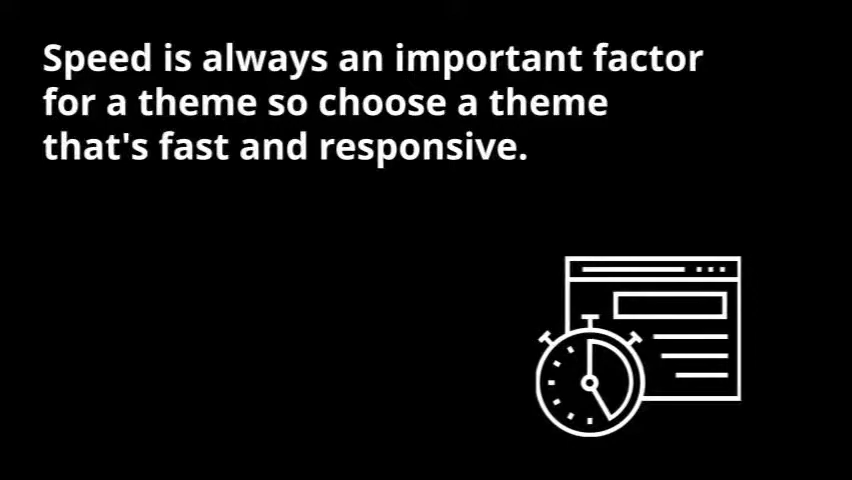 Speed is always an important factor
for a theme so choose a theme
that's fast and responsive.